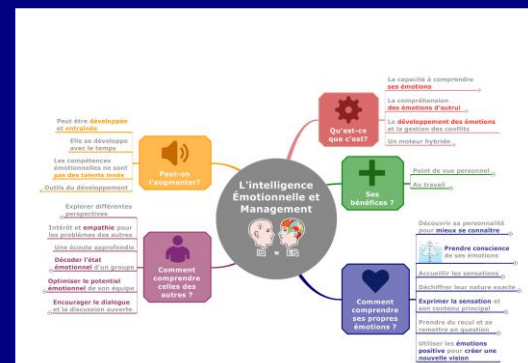 L'intelligence
Émotionnelle et
Management
Qu'est-ce
que c'est?
La capacité à comprendre
ses émotions
La compréhension
des émotions d'autrui
Le développement des émotions
et la gestion des conflits
Un moteur hybride
Ses
bénéfices ?
Point de vue personnel
Au travail
Comment
comprendre
ses propres
émotions ?
Découvrir sa personnalité
pour mieux se connaître
Prendre conscience
de ses émotions
Accueillir les sensations
Déchiffrer leur nature exacte
Exprimer la sensation et
son contenu principal
Prendre du recul et se
remettre en question
Utiliser les émotions
positives pour créer une
nouvelle vision
Peut-on
l'augmenter?
Peut être développée
et entraînée
Elle se développe
avec le temps
Les compétences
émotionnelles ne sont
pas des talents innés
Outils du développement
Comment
comprendre
celles des
autres ?
Explorer différentes
perspectives
Intérêt et empathie pour
les problèmes des autres
Une écoute approfondie
Décoder l'état
émotionnel d'un groupe
Optimiser le potentiel
émotionnel de son équipe
Encourager le dialogue
et la discussion ouverte